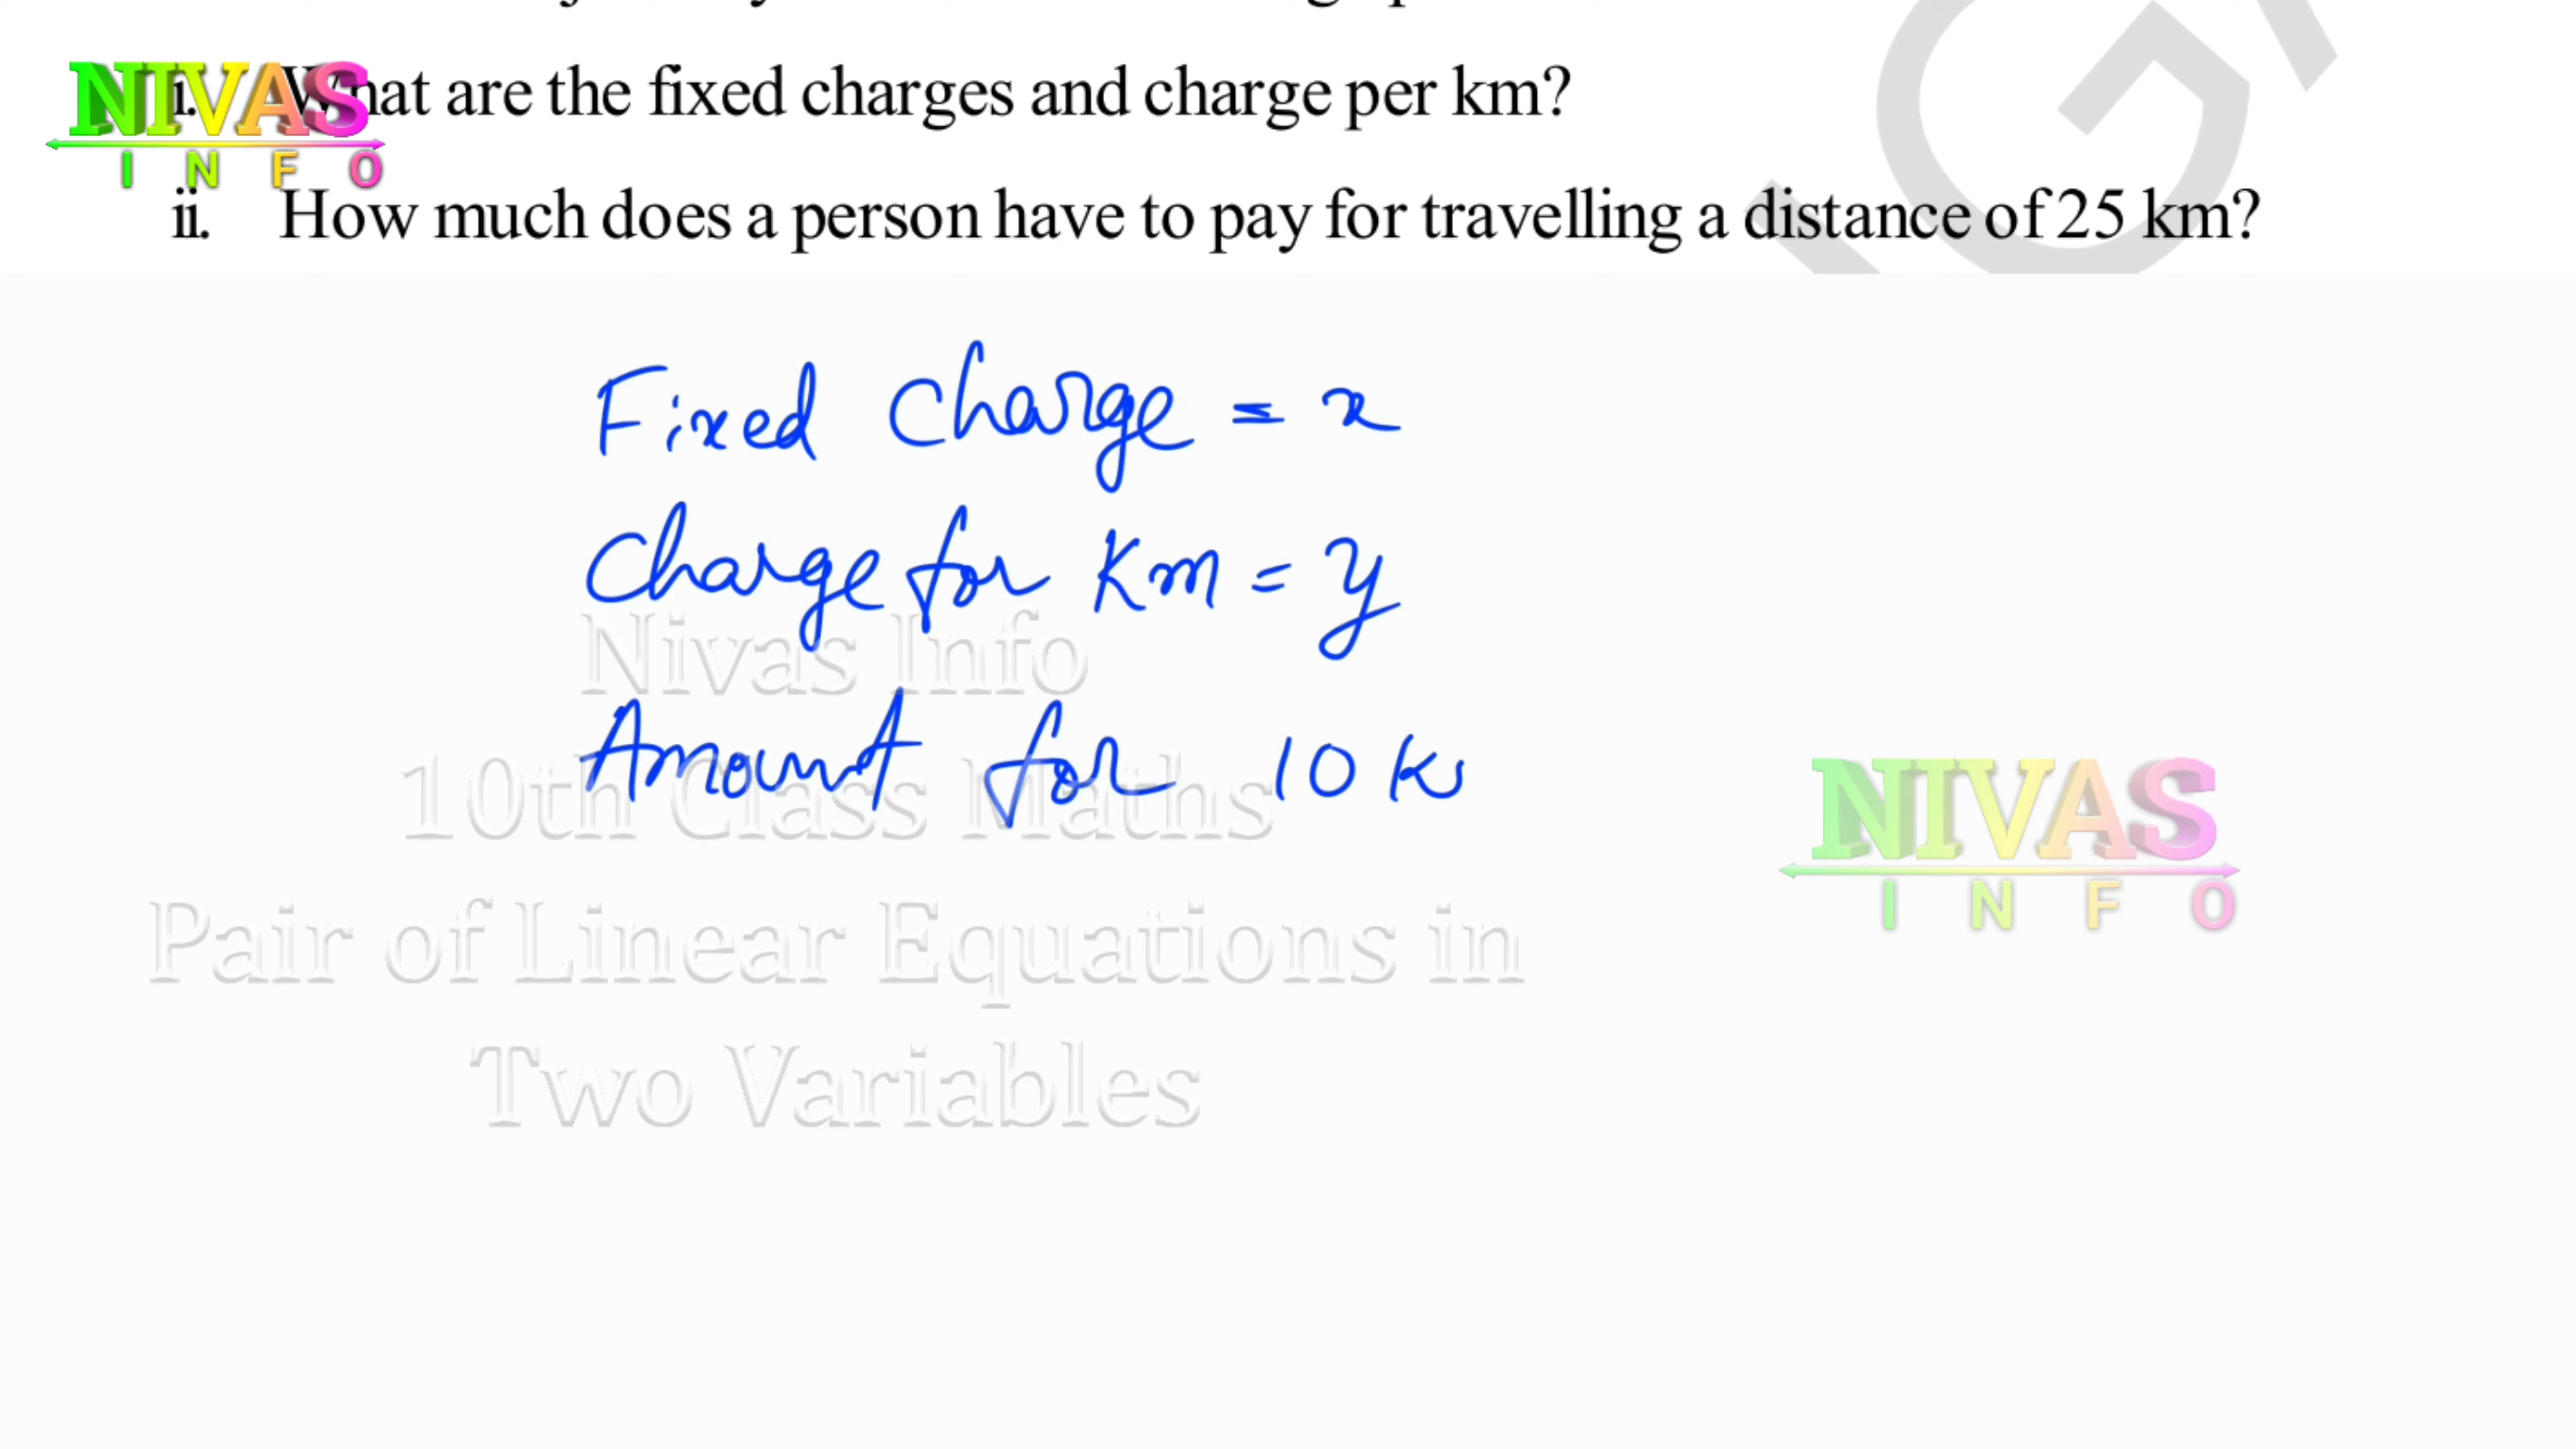 NIVAS
INFO
i. What are the fixed charges and charge per km?
ii. How much does a person have to pay for travelling a distance of 25 km?
Fixed Charge = x
Charge for Km = y
Nivas Info
Amount for 10 K
10th Class Maths
NIVAS
INFO
Pair of Linear Equations in
Two Variables